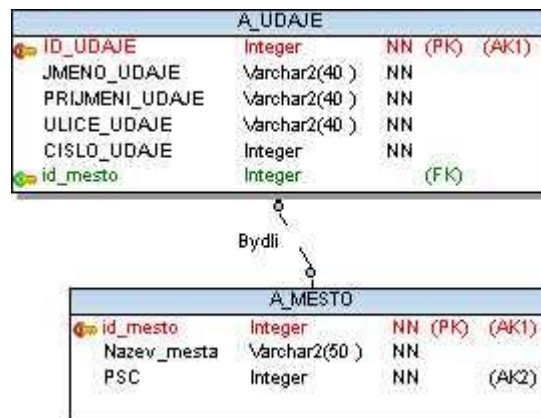 A_UDAJE
ID_UDAJE Integer NN (PK) (AK1)
JMENO_UDAJE Varchar2(40 ) NN
PRIJMENI_UDAJE Varchar2(40 ) NN
ULICE_UDAJE Varchar2(40 ) NN
CISLO_UDAJE Integer NN
id_mesto Integer (FK)
Bydli
A_MESTO
id_mesto Integer NN (PK) (AK1)
Nazev_mesta Varchar2(50 ) NN
PSC Integer NN (AK2)